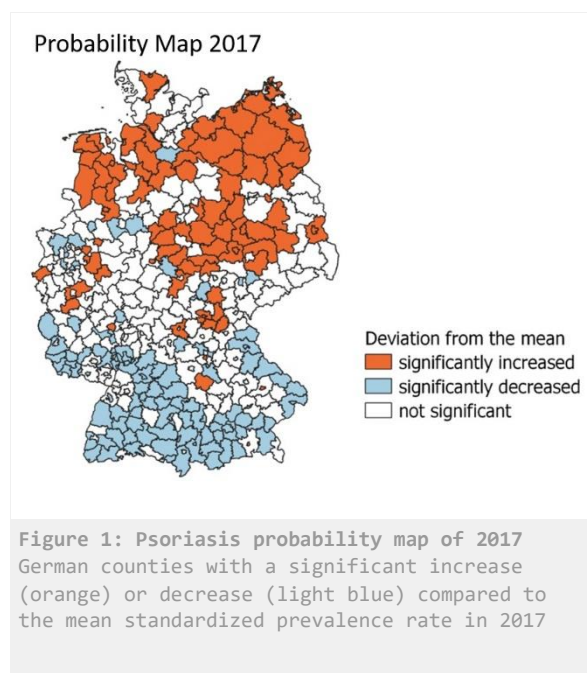 Probability Map 2017
Deviation from the mean
significantly increased
significantly decreased
not significant
Figure 1: Psoriasis probability map of 2017
German counties with a significant increase
(orange) or decrease (light blue) compared to
the mean standardized prevalence rate in 2017